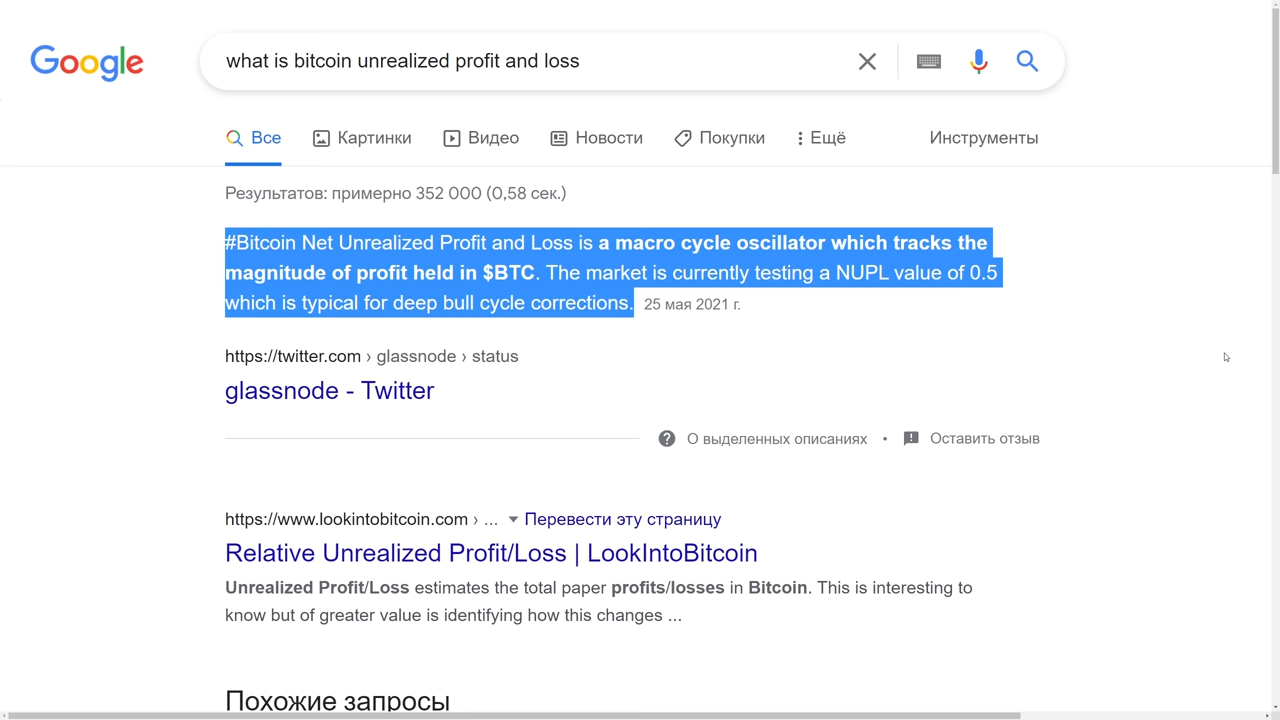 Google
what is bitcoin unrealized profit and loss
Все
Картинки
Видео
Новости
Покупки
Ещё
Инструменты
Результатов: примерно 352 000 (0,58 сек.)
#Bitcoin Net Unrealized Profit and Loss is a macro cycle oscillator which tracks the
magnitude of profit held in $BTC. The market is currently testing a NUPL value of 0.5
which is typical for deep bull cycle corrections. 25 мая 2021 г.
https://twitter.com › glassnode › status
glassnode - Twitter
О выделенных описаниях • Оставить отзыв
https://www.lookintobitcoin.com › ... Перевести эту страницу
Relative Unrealized Profit/Loss | LookIntoBitcoin
Unrealized Profit/Loss estimates the total paper profits/losses in Bitcoin. This is interesting to
know but of greater value is identifying how this changes ...
Похожие запросы